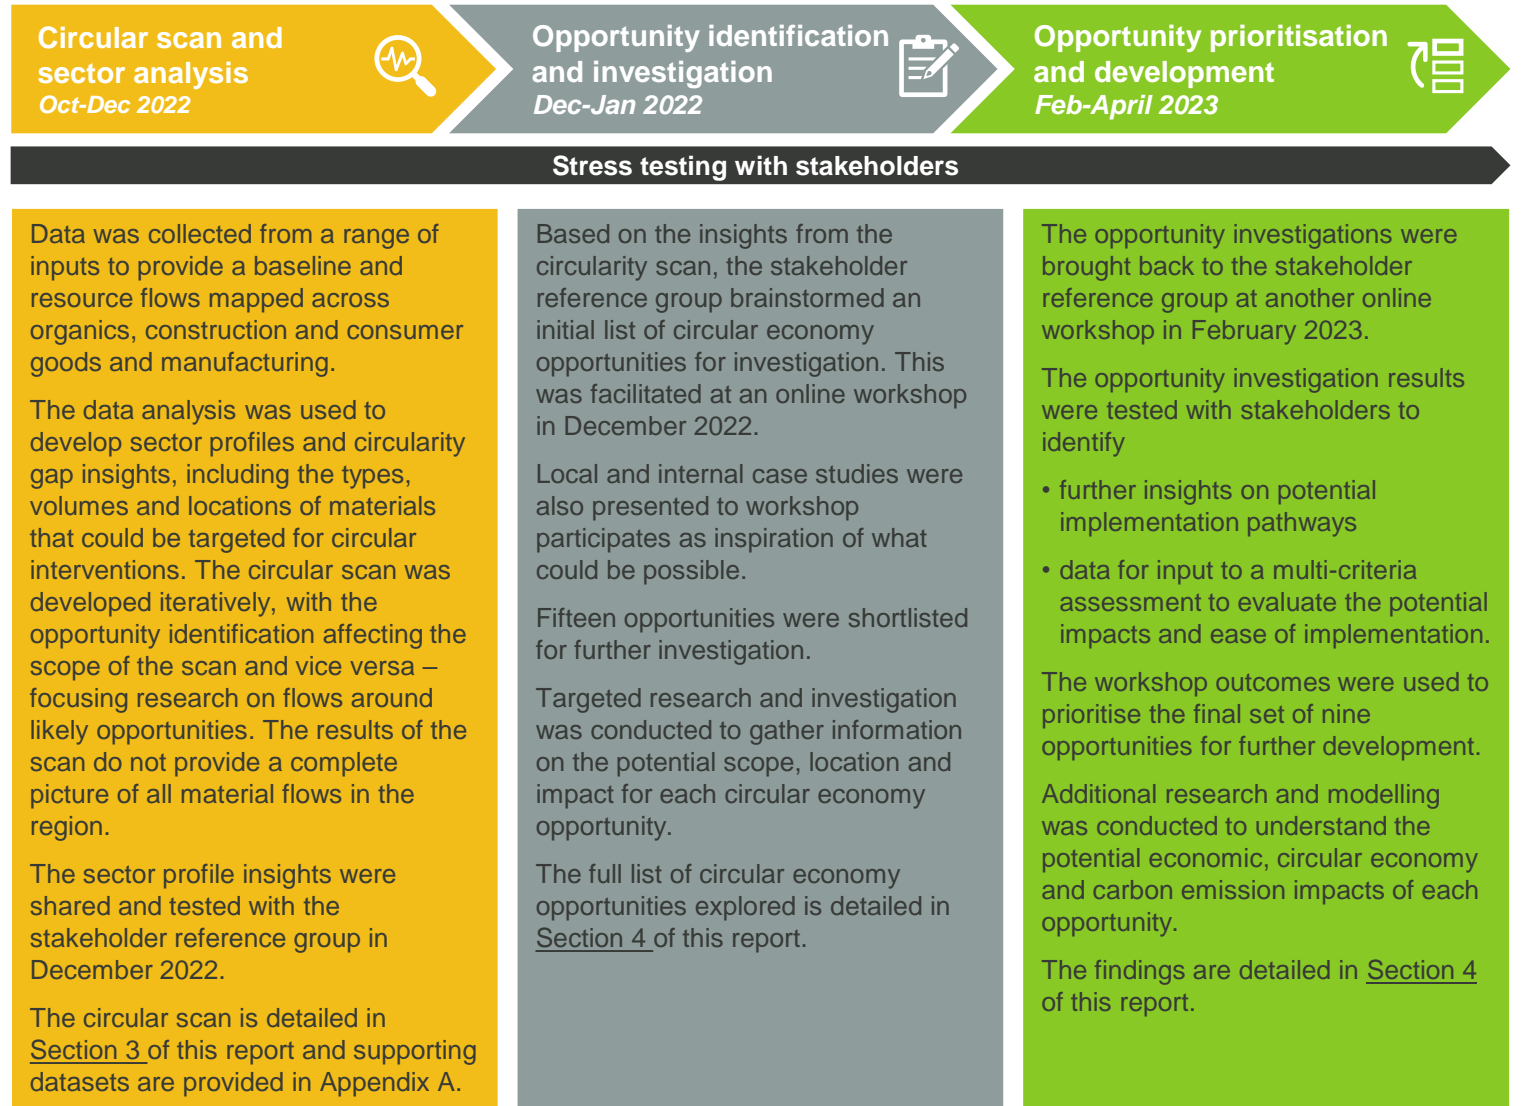 Circular scan and
sector analysis
Oct-Dec 2022
Opportunity identification
and investigation
Dec-Jan 2022
Opportunity prioritisation
and development
Feb-April 2023
Stress testing with stakeholders
Data was collected from a range of
inputs to provide a baseline and
resource flows mapped across
organics, construction and consumer
goods and manufacturing.
The data analysis was used to
develop sector profiles and circularity
gap insights, including the types,
volumes and locations of materials
that could be targeted for circular
interventions. The circular scan was
developed iteratively, with the
opportunity identification affecting the
scope of the scan and vice versa –
focusing research on flows around
likely opportunities. The results of the
scan do not provide a complete
picture of all material flows in the
region.
The sector profile insights were
shared and tested with the
stakeholder reference group in
December 2022.
The circular scan is detailed in
Section 3 of this report and supporting
datasets are provided in Appendix A.
Based on the insights from the
circularity scan, the stakeholder
reference group brainstormed an
initial list of circular economy
opportunities for investigation. This
was facilitated at an online workshop
in December 2022.
Local and internal case studies were
also presented to workshop
participates as inspiration of what
could be possible.
Fifteen opportunities were shortlisted
for further investigation.
Targeted research and investigation
was conducted to gather information
on the potential scope, location and
impact for each circular economy
opportunity.
The full list of circular economy
opportunities explored is detailed in
Section 4 of this report.
The opportunity investigations were
brought back to the stakeholder
reference group at another online
workshop in February 2023.
The opportunity investigation results
were tested with stakeholders to
identify
• further insights on potential
implementation pathways
• data for input to a multi-criteria
assessment to evaluate the potential
impacts and ease of implementation.
The workshop outcomes were used to
prioritise the final set of nine
opportunities for further development.
Additional research and modelling
was conducted to understand the
potential economic, circular economy
and carbon emission impacts of each
opportunity.
The findings are detailed in Section 4
of this report.